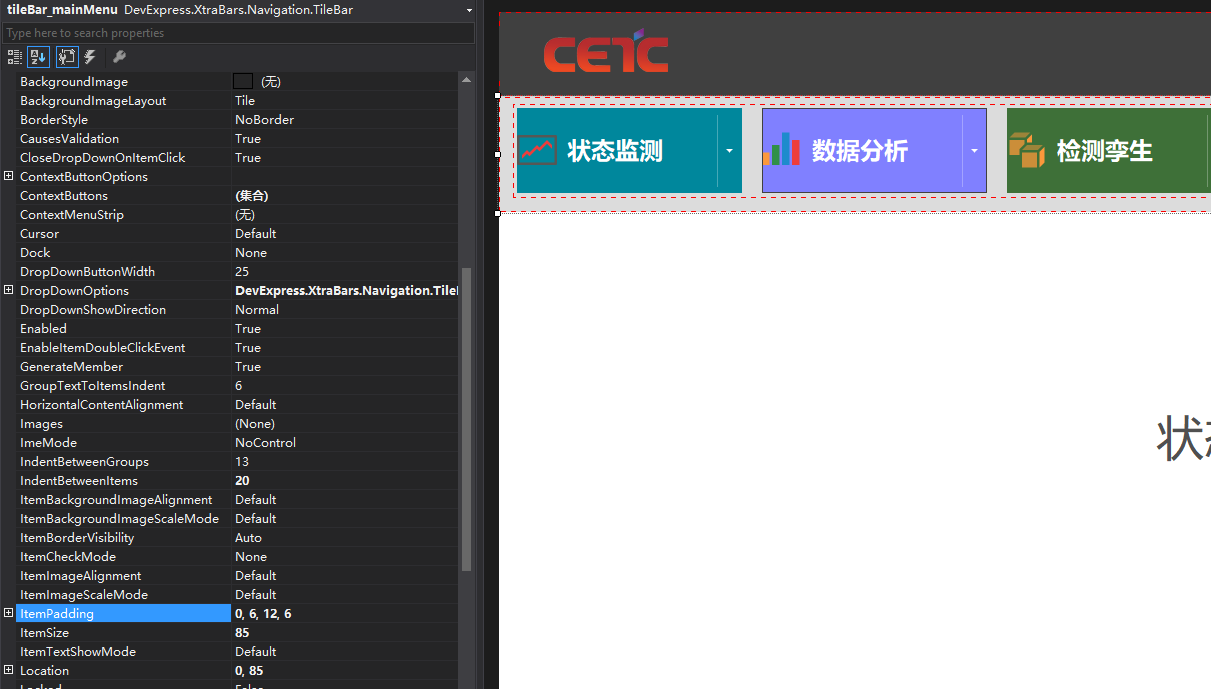 tileBar_mainMenu DevExpress.XtraBars.Navigation.TileBar
Type here to search properties
BackgroundImage (无)
BackgroundImageLayout Tile
BorderStyle NoBorder
CausesValidation True
CloseDropDownOnItemClick True
ContextButtonOptions
ContextButtons (集合)
ContextMenuStrip (无)
Cursor Default
Dock None
DropDownButtonWidth 25
DropDownOptions DevExpress.XtraBars.Navigation.Tile
DropDownShowDirection Normal
Enabled True
EnableItemDoubleClickEvent True
GenerateMember True
GroupTextToItemsIndent 6
HorizontalContentAlignment Default
Images (None)
ImeMode NoControl
IndentBetweenGroups 13
IndentBetweenItems 20
ItemBackgroundImageAlignment Default
ItemBackgroundImageScaleMode Default
ItemBorderVisibility Auto
ItemCheckMode None
ItemImageAlignment Default
ItemImageScaleMode Default
ItemPadding 0, 6, 12, 6
ItemSize 85
ItemTextShowMode Default
Location 0, 85
Locked False
CETC
状态监测
数据分析
检测孪生
状态